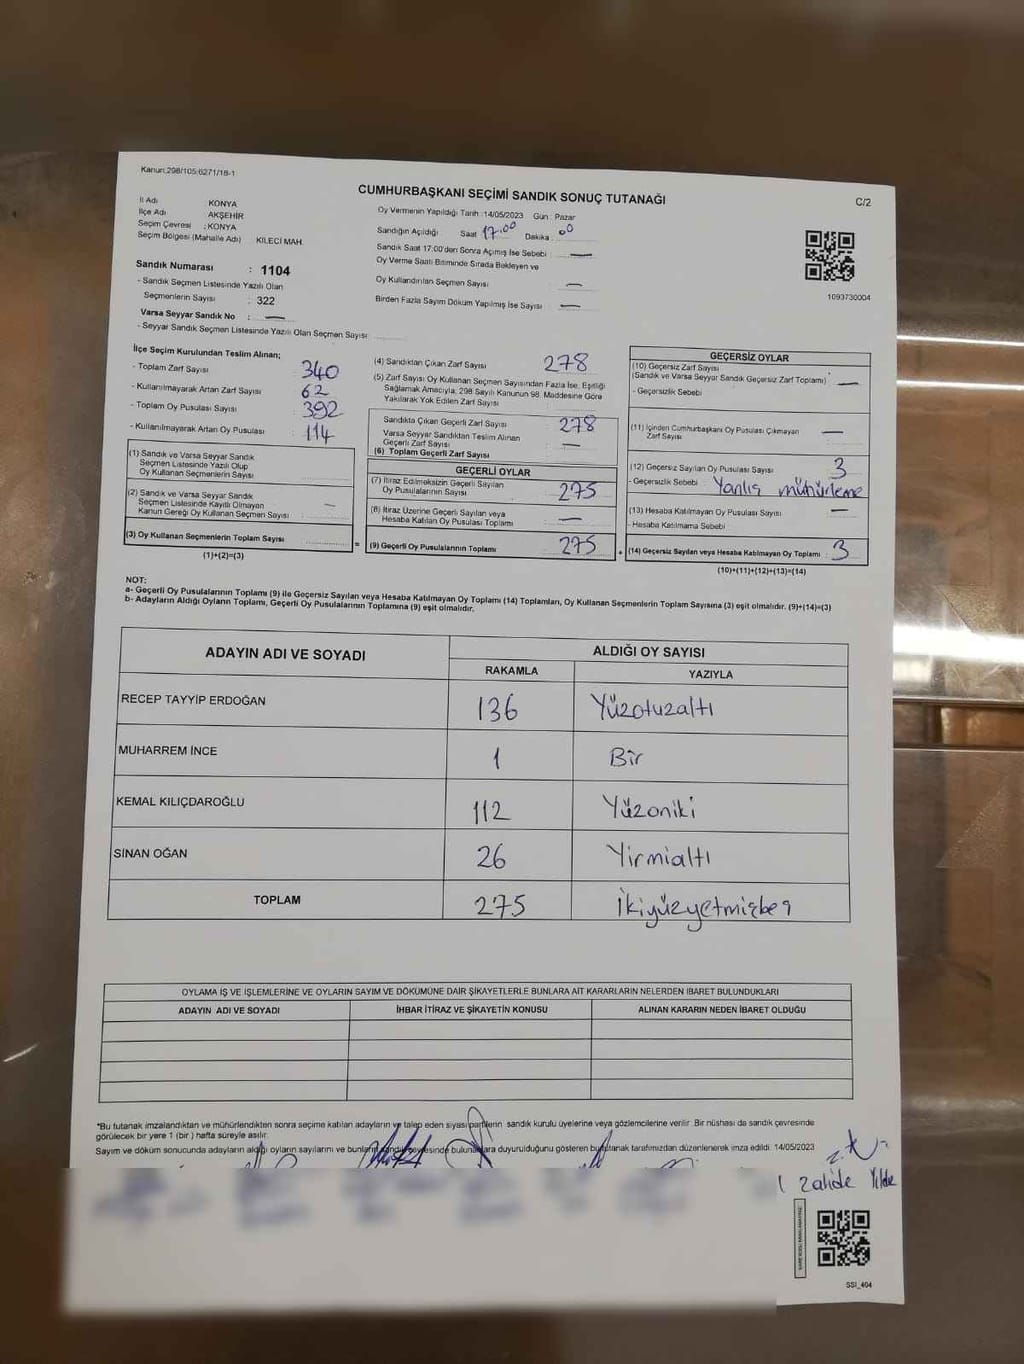 Kanun:298/105;6271/18-1
CUMHURBAŞKANI SEÇİMİ SANDIK SONUÇ TUTANAĞI
C/2
İl Adı : KONYA
İlçe Adı : AKŞEHİR
Seçim Çevresi : KONYA
Seçim Bölgesi (Mahalle Adı) KİLECİ MAH.
Sandık Numarası : 1104
- Sandık Seçmen Listesinde Yazılı Olan
Seçmenlerin Sayısı : 322
Varsa Seyyar Sandık No : —
- Seyyar Sandık Seçmen Listesinde Yazılı Olan Seçmen Sayısı:
Oy Vermenin Yapıldığı Tarih :14/05/2023 Gün : Pazar
Sandığın Açıldığı Saat 17.00 Dakika : 00
Sandık Saat 17:00'den Sonra Açımış İse Sebebi : —
Oy Verme Saati Bitiminde Sırada Bekleyen ve
Oy Kullandırılan Seçmen Sayısı : —
Birden Fazla Sayım Döküm Yapılmış İse Sayısı : —
1093730004
İlçe Seçim Kurulundan Teslim Alınan;
- Toplam Zarf Sayısı : 340
- Kullanılmayarak Artan Zarf Sayısı : 62
- Toplam Oy Pusulası Sayısı : 392
- Kullanılmayarak Artan Oy Pusulası : 114
(1) Sandık ve Varsa Seyyar Sandık
Seçmen Listesinde Yazılı Olup
Oy Kullanan Seçmenlerin Sayısı :
(2) Sandık ve Varsa Seyyar Sandık
Seçmen Listesinde Kayıtlı Olmayan
Kanun Gereği Oy Kullanan Seçmen Sayısı : —
(3) Oy Kullanan Seçmenlerin Toplam Sayısı :
(1)+(2)=(3)
(4) Sandıktan Çıkan Zarf Sayısı : 278
(5) Zarf Sayısı Oy Kullanan Seçmen Sayısından Fazla İse, Eşitliği
Sağlamak Amacıyla; 298 Sayılı Kanunun 98. Maddesine Göre
Yakılarak Yok Edilen Zarf Sayısı :
Sandıkta Çıkan Geçerli Zarf Sayısı : 278
Varsa Seyyar Sandıktan Teslim Alınan
Geçerli Zarf Sayısı : —
(6) Toplam Geçerli Zarf Sayısı
GEÇERLİ OYLAR
(7) İtiraz Edilmeksizin Geçerli Sayılan
Oy Pusulalarının Sayısı : 275
(8) İtiraz Üzerine Geçerli Sayılan veya
Hesaba Katılan Oy Pusulası Toplamı : —
= (9) Geçerli Oy Pusulalarının Toplamı : 275
GEÇERSİZ OYLAR
(10) Geçersiz Zarf Sayısı
(Sandık ve Varsa Seyyar Sandık Geçersiz Zarf Toplamı) : —
- Geçersizlik Sebebi :
(11) İçinden Cumhurbaşkanı Oy Pusulası Çıkmayan
Zarf Sayısı : —
(12) Geçersiz Sayılan Oy Pusulası Sayısı : 3
- Geçersizlik Sebebi : Yanlış mühürleme
(13) Hesaba Katılmayan Oy Pusulası Sayısı : —
- Hesaba Katılmama Sebebi :
+ (14) Geçersiz Sayılan veya Hesaba Katılmayan Oy Toplamı : 3
(10)+(11)+(12)+(13)=(14)
NOT:
a- Geçerli Oy Pusulasının Toplamı (9) ile Geçersiz Sayılan veya Hesaba Katılmayan Oy Toplamı (14) Toplamları, Oy Kullanan Seçmenlerin Toplam Sayısına (3) eşit olmalıdır. (9)+(14)=(3)
b- Adayların Aldığı Oyların Toplamı, Geçerli Oy Pusulalarının Toplamına (9) eşit olmalıdır.
ADAYIN ADI VE SOYADI ALDIĞI OY SAYISI
RAKAMLA YAZIYLA
RECEP TAYYİP ERDOĞAN 136 Yüzotuzaltı
MUHARREM İNCE 1 Bir
KEMAL KILIÇDAROĞLU 112 Yüzoniki
SİNAN OĞAN 26 Yirmialtı
TOPLAM 275 İkiyüzyetmişbeş
OYLAMA İŞ VE İŞLEMLERİNE VE OYLARIN SAYIM VE DÖKÜMÜNE DAİR ŞİKAYETLERLE BUNLARA AİT KARARLARIN NELERDEN İBARET BULUNDUKLARI
ADAYIN ADI VE SOYADI İHBAR İTİRAZ VE ŞİKAYETİN KONUSU ALINAN KARARIN NEDEN İBARET OLDUĞU
*Bu tutanak imzalandıktan ve mühürlendikten sonra seçime katılan adayların ve talep eden siyasi partilerin sandık kurulu üyelerine veya gözlemcilerine verilir. Bir nüshası da sandık çevresinde
görülecek bir yere 1 (bir) hafta süreyle asılır.
Sayım ve döküm sonucunda adayların aldığı oyların sayılarını ve bunların sandık çevresinde bulunanlara duyurulduğunu gösteren bu tutanak tarafımızdan düzenlenerek imza edildi. 14/05/2023
Zahide Yılde
SSI_404